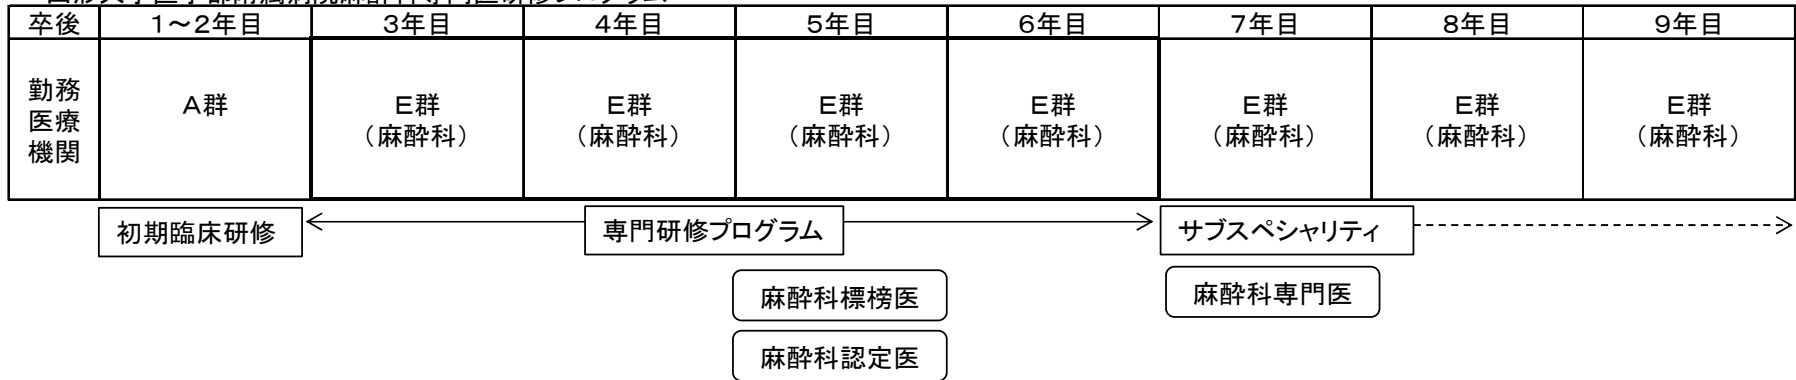 卒後 1～2年目 3年目 4年目 5年目 6年目 7年目 8年目 9年目
勤務医療機関 A群 E群（麻酔科） E群（麻酔科） E群（麻酔科） E群（麻酔科） E群（麻酔科） E群（麻酔科） E群（麻酔科）
初期臨床研修 専門研修プログラム サブスペシャリティ
麻酔科標榜医 麻酔科専門医
麻酔科認定医